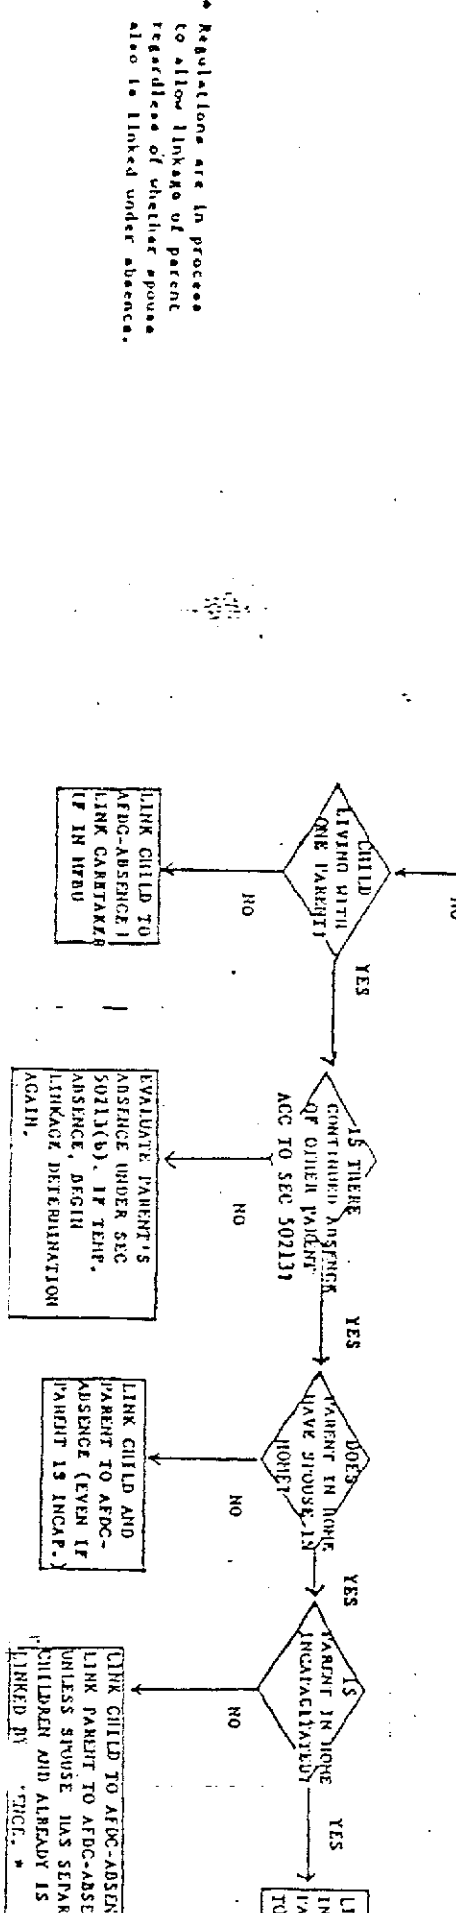 * Regulations are in process
to allow linkage of parent
regardless of whether spouse
also is linked under absence.
NO
CHILD
LIVING WITH
ONE PARENT?
YES
NO
LINK CHILD TO
AFDC-ABSENCE;
LINK CARETAKER
IF IN MFBU
IS THERE
CONTINUED ABSENCE
OF OTHER PARENT
ACC TO SEC 50213?
YES
NO
EVALUATE PARENT'S
ABSENCE UNDER SEC
50213(b). IF TEMP.
ABSENCE, BEGIN
LINKAGE DETERMINATION
AGAIN.
DOES
PARENT IN HOME
HAVE SPOUSE IN
HOME?
YES
NO
LINK CHILD AND
PARENT TO AFDC-
ABSENCE (EVEN IF
PARENT IS INCAP.)
IS
PARENT IN HOME
INCAPACITATED?
YES
NO
LINK CHILD TO AFDC-ABSEN
LINK PARENT TO AFDC-ABSE
UNLESS SPOUSE HAS SEPAR
CHILDREN AND ALREADY IS
LINKED BY ENCE. *
LI
IN
PA
TO